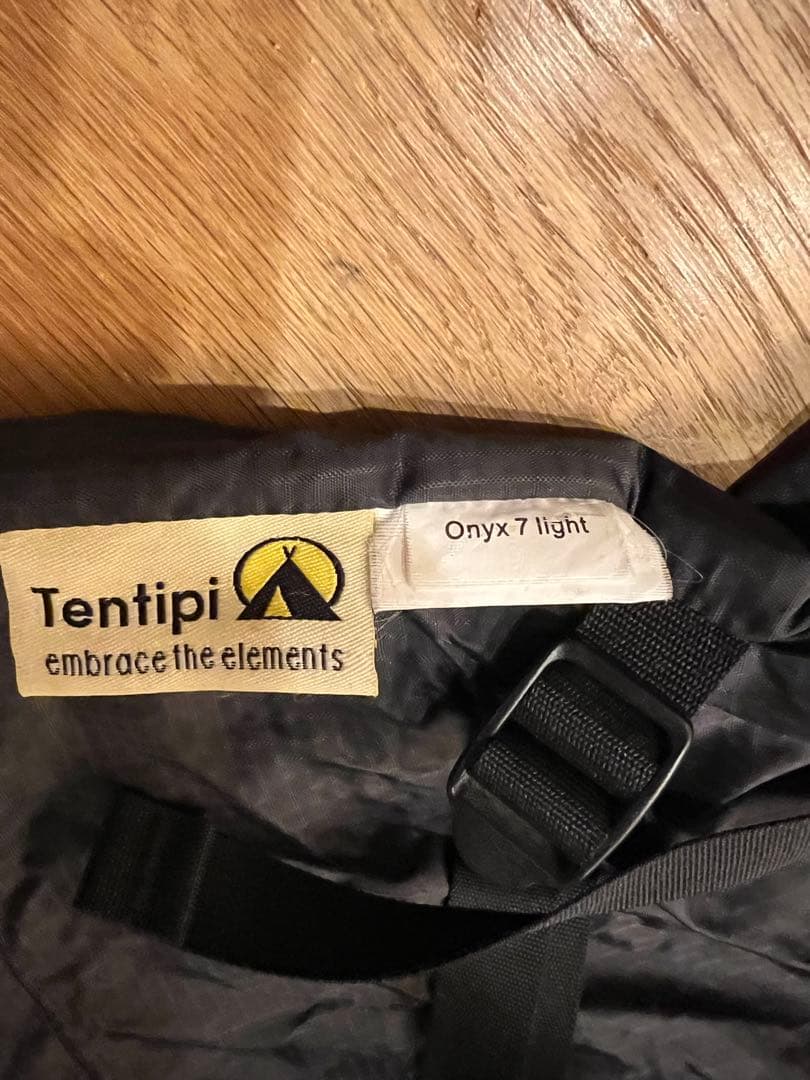 Tentipi
embrace the elements
Onyx 7 light